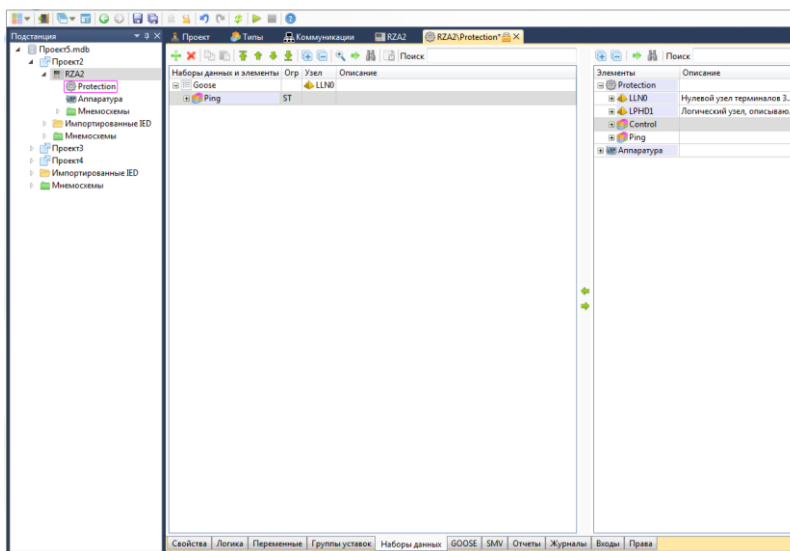 Подстанция
Проект5.mdb
Проект2
RZA2
Protection
Аппаратура
Мнемосхемы
Импортированные IED
Мнемосхемы
Проект3
Проект4
Импортированные IED
Мнемосхемы
Проект Типы Коммуникации RZA2 RZA2\Protection*
Поиск
Наборы данных и элементы Огр Узел Описание
Goose LLN0
Ping ST
Поиск
Элементы Описание
Protection
LLN0 Нулевой узел терминалов 3...
LPHD1 Логический узел, описываю...
Control
Ping
Аппаратура
Свойства Логика Переменные Группы уставок Наборы данных GOOSE SMV Отчеты Журналы Входы Права